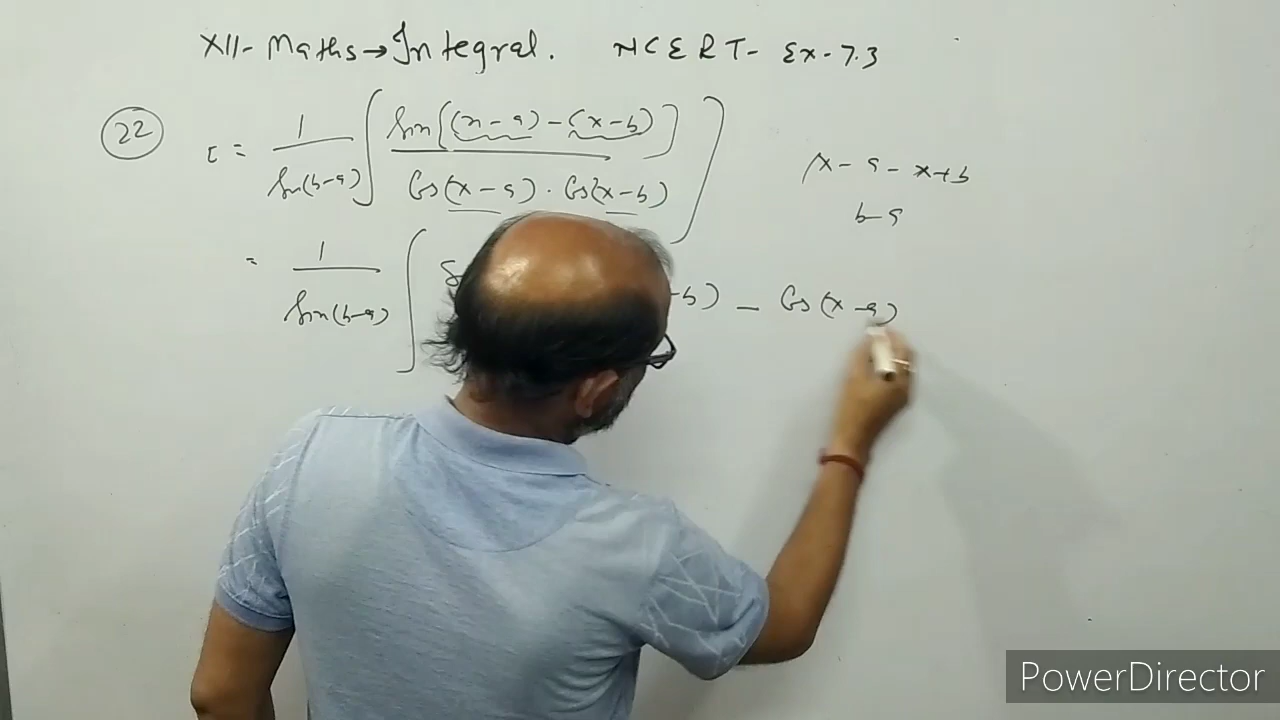 XII- Maths → Integral. NCERT- Ex-7.3
22
I = 1/Sin(b-a) ∫ Sin[(x-a)-(x-b)] / Cos(x-a) · Cos(x-b)
x-a-x+b
b-a
= 1/Sin(b-a) ∫ S -b) - Cos(x-a)
PowerDirector